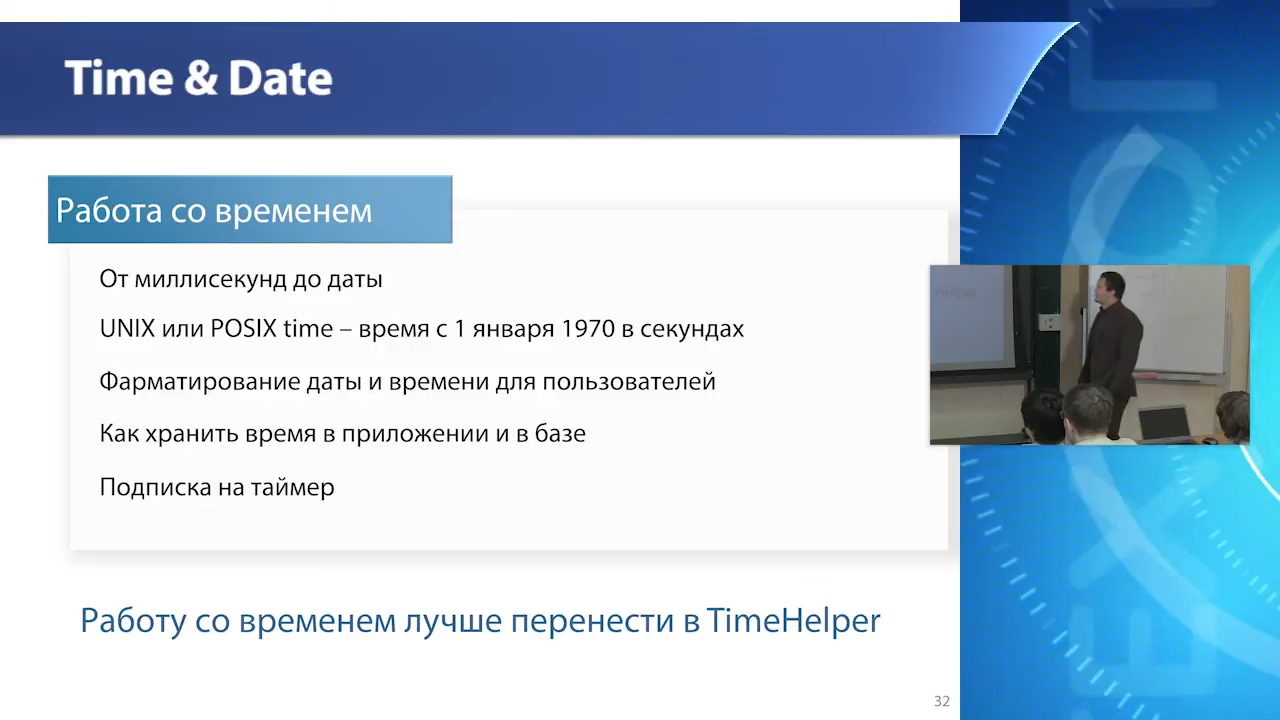 Time & Date
Работа со временем
От миллисекунд до даты
UNIX или POSIX time – время с 1 января 1970 в секундах
Фарматирование даты и времени для пользователей
Как хранить время в приложении и в базе
Подписка на таймер
Работу со временем лучше перенести в TimeHelper
32